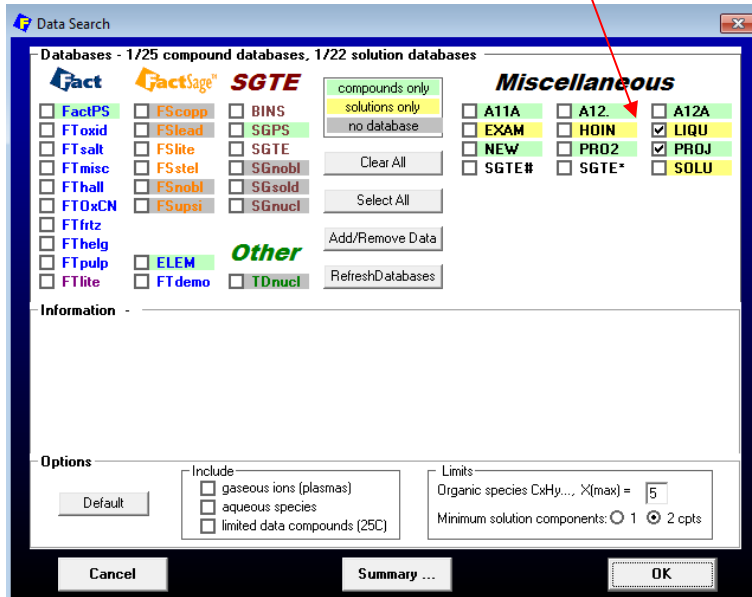 Data Search
Databases - 1/25 compound databases, 1/22 solution databases
Fact
FactSage™
SGTE
compounds only
solutions only
no database
Miscellaneous
FactPS
FToxid
FTsalt
FTmisc
FThall
FTOxCN
FTfrtz
FThelg
FTpulp
FTlite
FScopp
FSlead
FSlite
FSstel
FSnobl
FSupsi
ELEM
FTdemo
BINS
SGPS
SGTE
SGnobl
SGsold
SGnucl
Other
TDnucl
Clear All
Select All
Add/Remove Data
RefreshDatabases
A11A
A12.
A12A
EXAM
HOIN
LIQU
NEW
PRO2
PROJ
SGTE#
SGTE*
SOLU
Information -
Options
Default
Include
gaseous ions (plasmas)
aqueous species
limited data compounds (25C)
Limits
Organic species CxHy..., X(max) = 5
Minimum solution components: 1 2 cpts
Cancel
Summary ...
OK